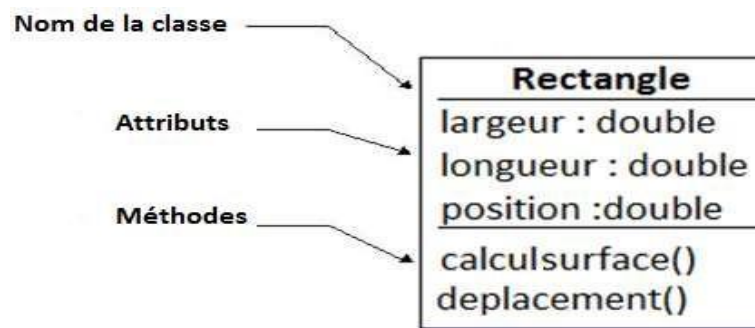 Nom de la classe
Attributs
Méthodes
Rectangle
largeur : double
longueur : double
position :double
calculsurface()
deplacement()